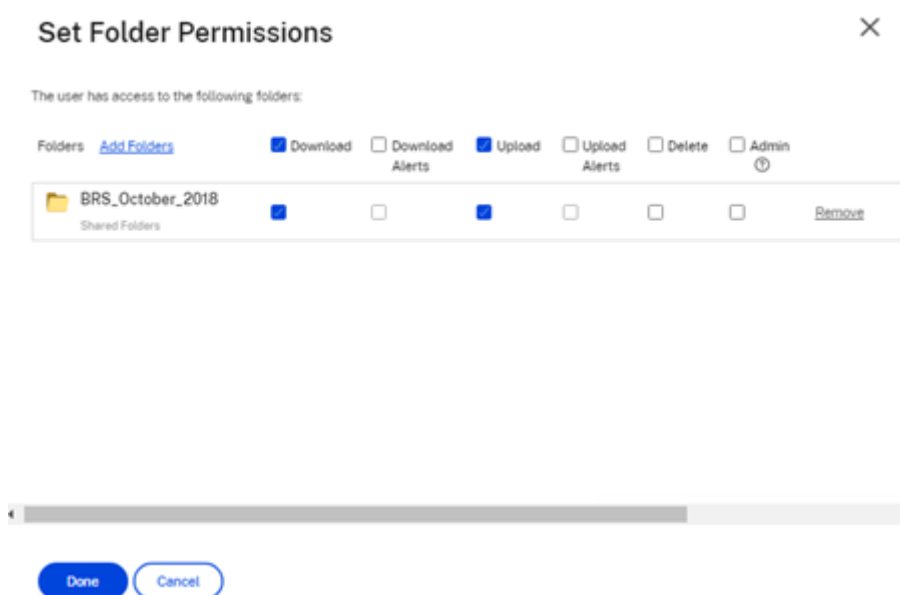 Set Folder Permissions
The user has access to the following folders:
Folders Add Folders Download Download Alerts Upload Upload Alerts Delete Admin
BRS_October_2018
Shared Folders
Remove
Done Cancel